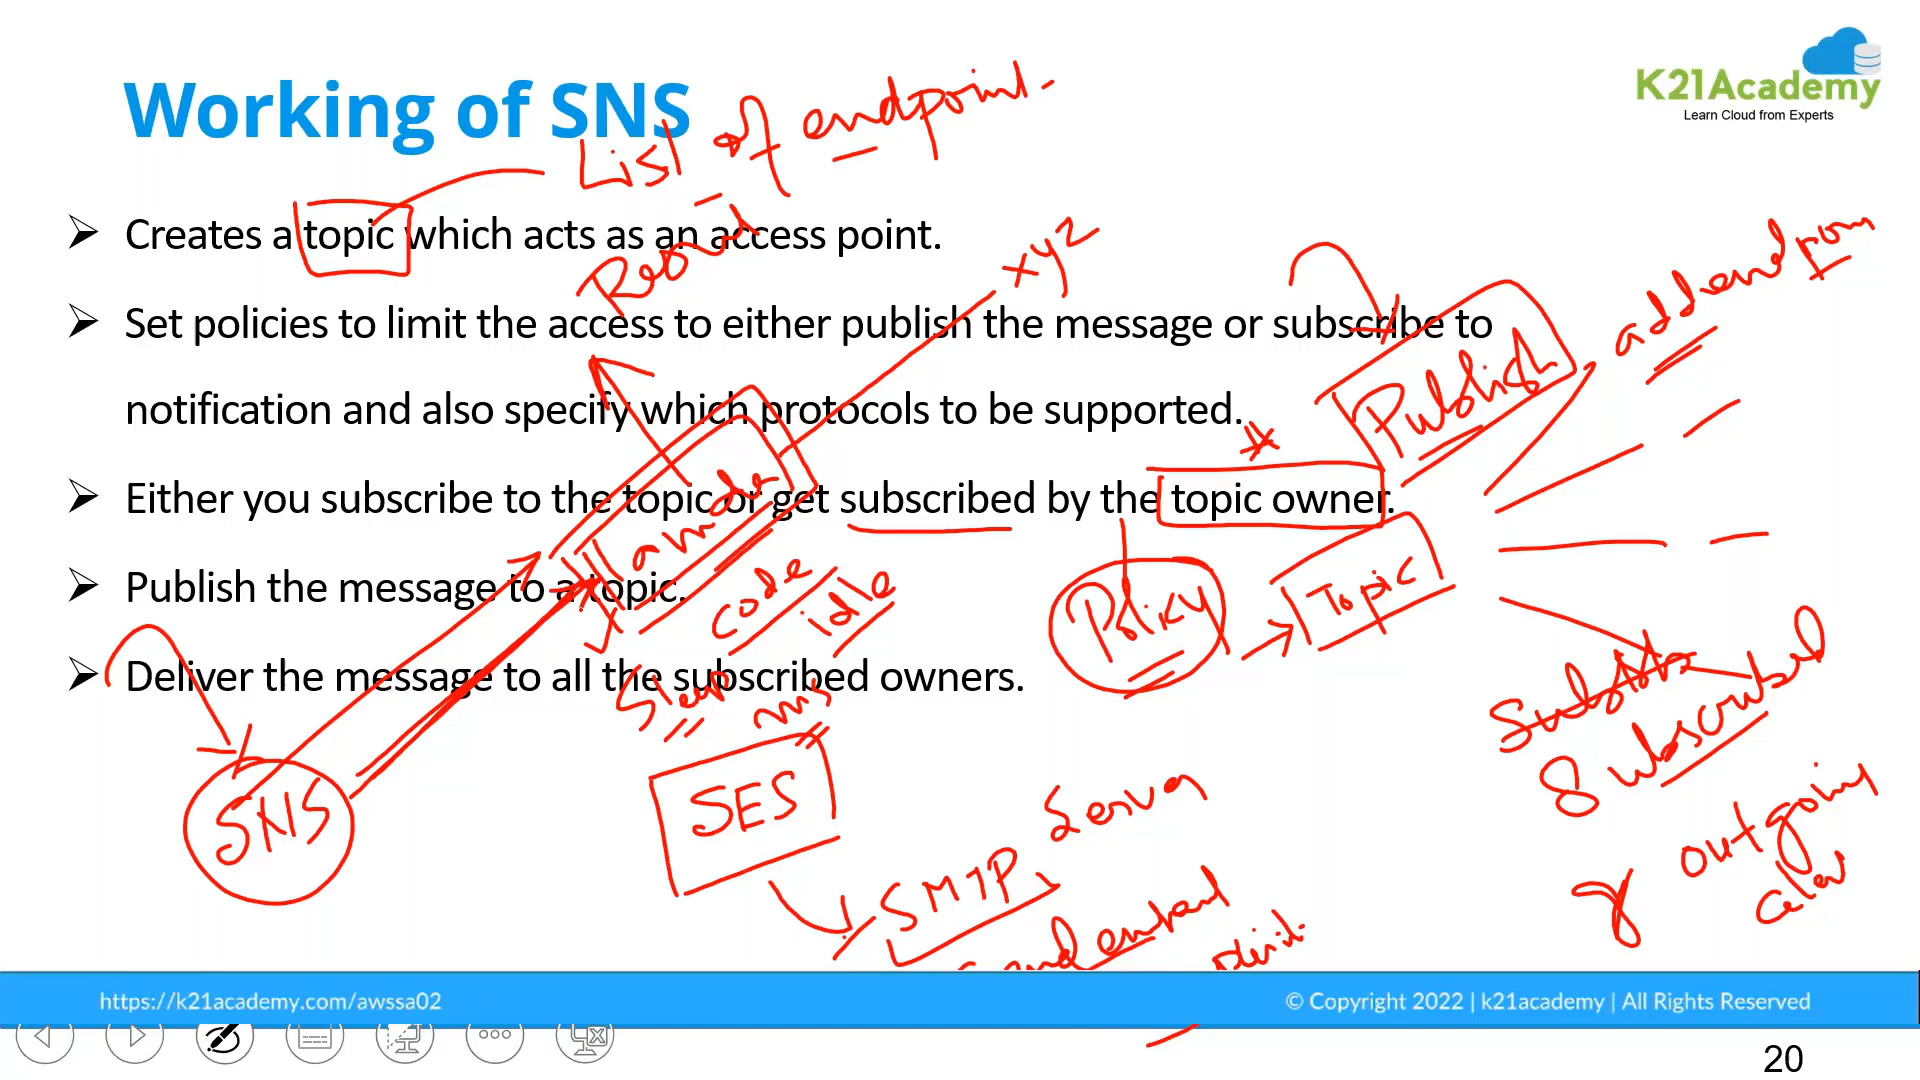 K21Academy
Learn Cloud from Experts
Working of SNS
List of endpoint.
➢ Creates a topic which acts as an access point.
xyz
➢ Set policies to limit the access to either publish the message or subscribe to
Publish
notification and also specify which protocols to be supported.
➢ Either you subscribe to the topic or get subscribed by the topic owner.
code
idle
Policy
Topic
➢ Publish the message to a topic.
➢ Deliver the message to all the subscribed owners.
Sleep
ms
Subscribed
SNS
SES
SMTP
outgoing
https://k21academy.com/awssa02
© Copyright 2022 | k21academy | All Rights Reserved
20